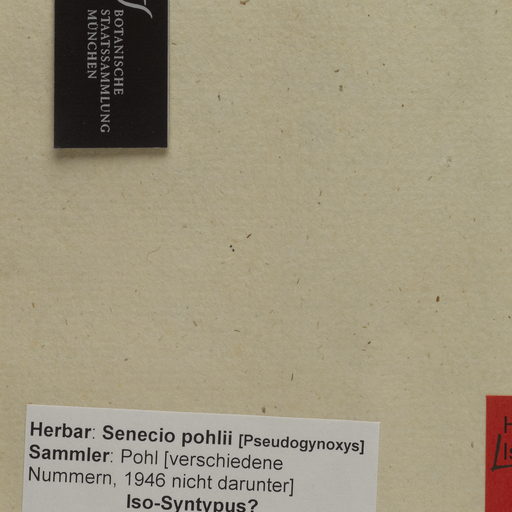 BOTANISCHE
STAATSSAMMLUNG
MÜNCHEN
Herbar: Senecio pohlii [Pseudogynoxys]
Sammler: Pohl [verschiedene
Nummern, 1946 nicht darunter]
Iso-Syntypus?